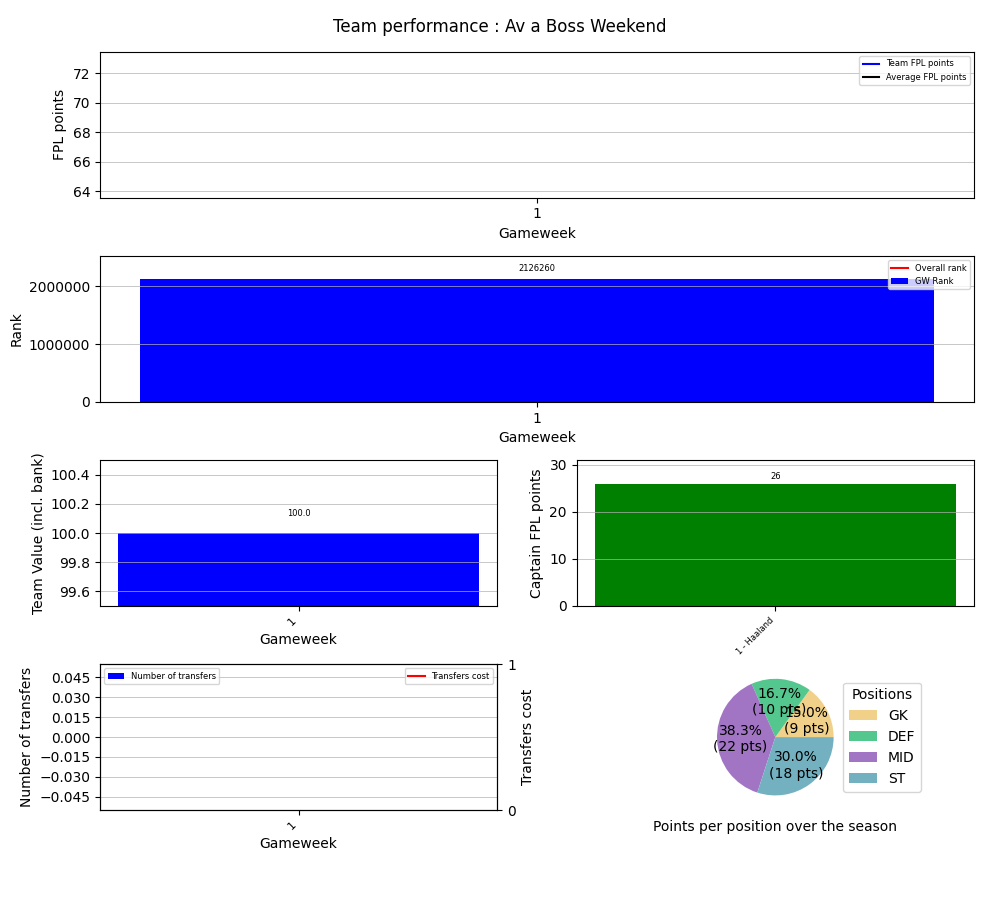 Team performance : Av a Boss Weekend
72
70
68
66
64
FPL points
Team FPL points
Average FPL points
1
Gameweek
2126260
2000000
1000000
0
Rank
Overall rank
GW Rank
1
Gameweek
100.4
100.2
100.0
99.8
99.6
Team Value (incl. bank)
100.0
1
Gameweek
30
20
10
0
Captain FPL points
26
1 - Haaland
0.045
0.030
0.015
0.000
−0.015
−0.030
−0.045
Number of transfers
Number of transfers
Transfers cost
1
0
Transfers cost
1
Gameweek
16.7%
(10 pts)
15.0%
(9 pts)
38.3%
(22 pts)
30.0%
(18 pts)
Positions
GK
DEF
MID
ST
Points per position over the season